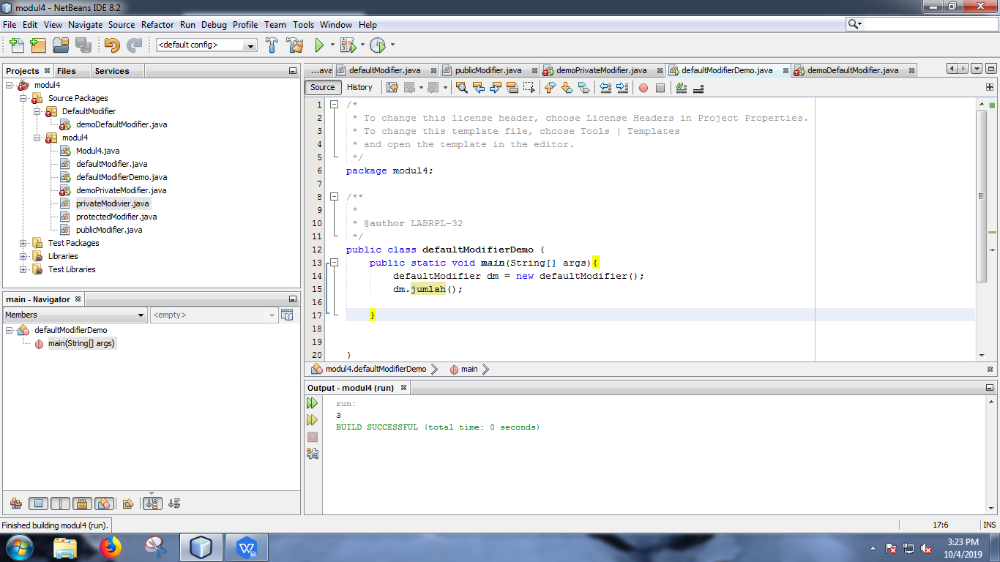 modul4 - NetBeans IDE 8.2
File Edit View Navigate Source Refactor Run Debug Profile Team Tools Window Help
<default config>
Projects Files Services
modul4
Source Packages
DefaultModifier
demoDefaultModifier.java
modul4
Modul4.java
defaultModifier.java
defaultModifierDemo.java
demoPrivateModifier.java
privateModivier.java
protectedModifier.java
publicModifier.java
Test Packages
Libraries
Test Libraries
main - Navigator
Members <empty>
defaultModifierDemo
main(String[] args)
...ava defaultModifier.java publicModifier.java demoPrivateModifier.java defaultModifierDemo.java demoDefaultModifier.java
Source History
1 /*
2 * To change this license header, choose License Headers in Project Properties.
3 * To change this template file, choose Tools | Templates
4 * and open the template in the editor.
5 */
6 package modul4;
7
8 /**
9 *
10 * @author LABRPL-32
11 */
12 public class defaultModifierDemo {
13 public static void main(String[] args){
14 defaultModifier dm = new defaultModifier();
15 dm.jumlah();
16
17 }
18
19
20 }
modul4.defaultModifierDemo main
Output - modul4 (run)
run:
3
BUILD SUCCESSFUL (total time: 0 seconds)
Finished building modul4 (run).
17:6 INS
3:23 PM
10/4/2019